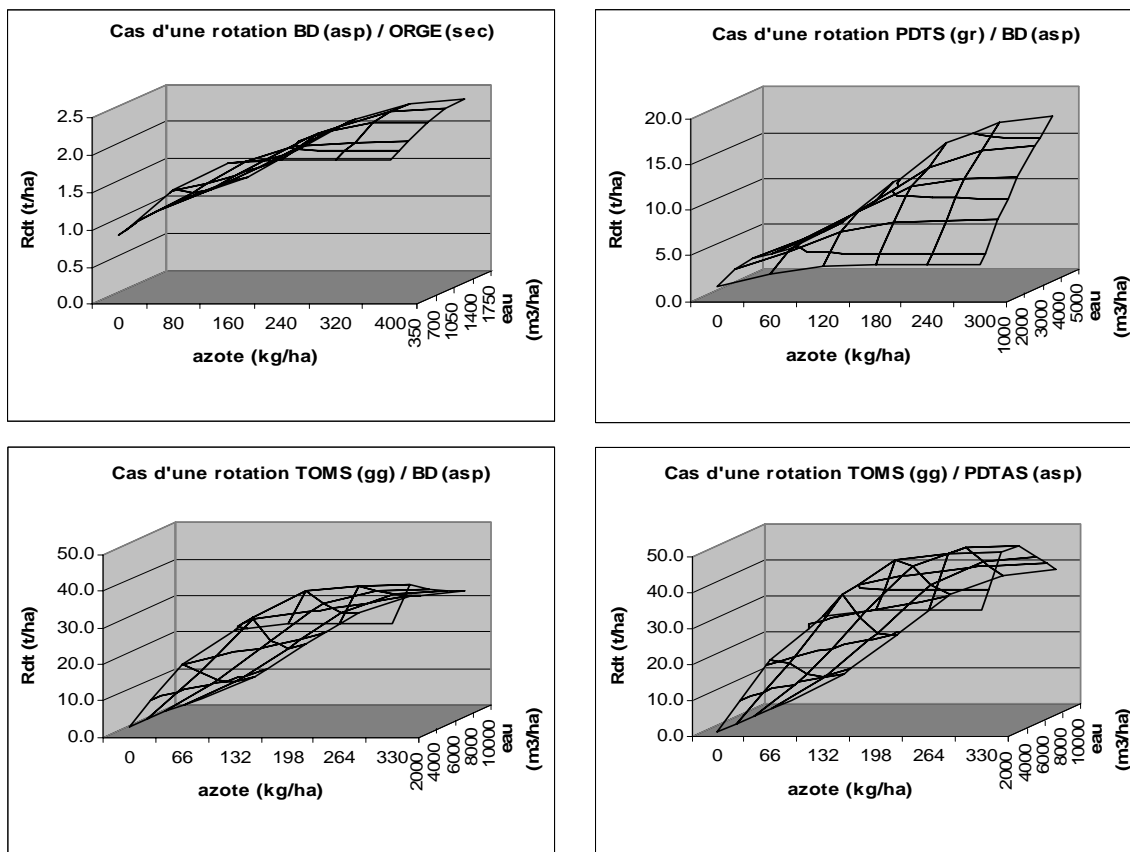 Cas d'une rotation BD (asp) / ORGE (sec)
2.5
2.0
1.5
1.0
0.5
0.0
Rdt (t/ha)
0 80 160 240 320 400
azote (kg/ha)
350 700 1050 1400 1750
eau (m3/ha)
Cas d'une rotation PDTS (gr) / BD (asp)
20.0
15.0
10.0
5.0
0.0
Rdt (t/ha)
0 60 120 180 240 300
azote (kg/ha)
1000 2000 3000 4000 5000
eau (m3/ha)
Cas d'une rotation TOMS (gg) / BD (asp)
50.0
40.0
30.0
20.0
10.0
0.0
Rdt (t/ha)
0 66 132 198 264 330
azote (kg/ha)
2000 4000 6000 8000 10000
eau (m3/ha)
Cas d'une rotation TOMS (gg) / PDTAS (asp)
50.0
40.0
30.0
20.0
10.0
0.0
Rdt (t/ha)
0 66 132 198 264 330
azote (kg/ha)
2000 4000 6000 8000 10000
eau (m3/ha)